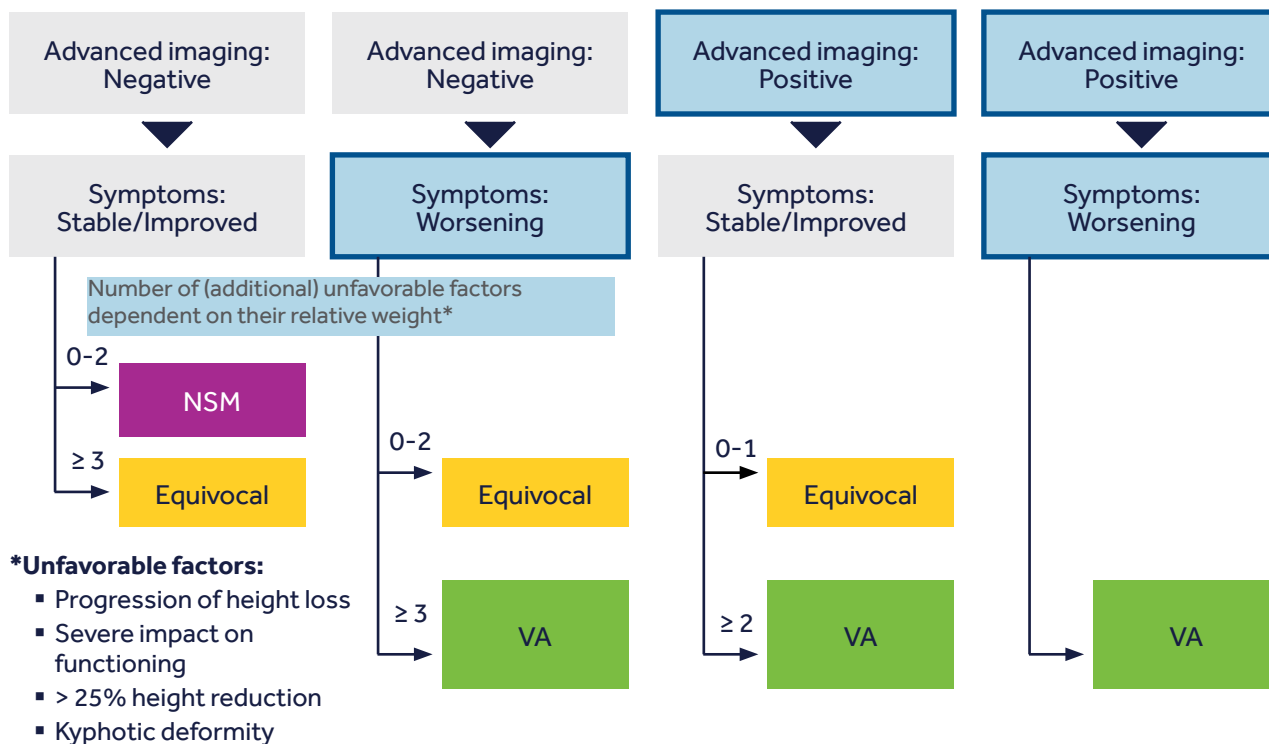 Advanced imaging:
Negative
Advanced imaging:
Negative
Advanced imaging:
Positive
Advanced imaging:
Positive
Symptoms:
Stable/Improved
Symptoms:
Worsening
Symptoms:
Stable/Improved
Symptoms:
Worsening
Number of (additional) unfavorable factors
dependent on their relative weight*
0-2
NSM
≥ 3
Equivocal
0-2
Equivocal
≥ 3
VA
0-1
Equivocal
≥ 2
VA
VA
*Unfavorable factors:
▪ Progression of height loss
▪ Severe impact on
functioning
▪ > 25% height reduction
▪ Kyphotic deformity